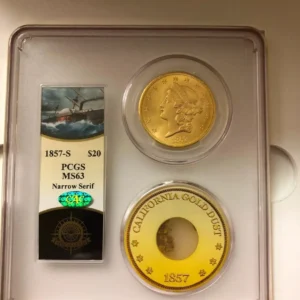 1857-S $20
PCGS
MS63
Narrow Serif
CALIFORNIA GOLD DUST
1857